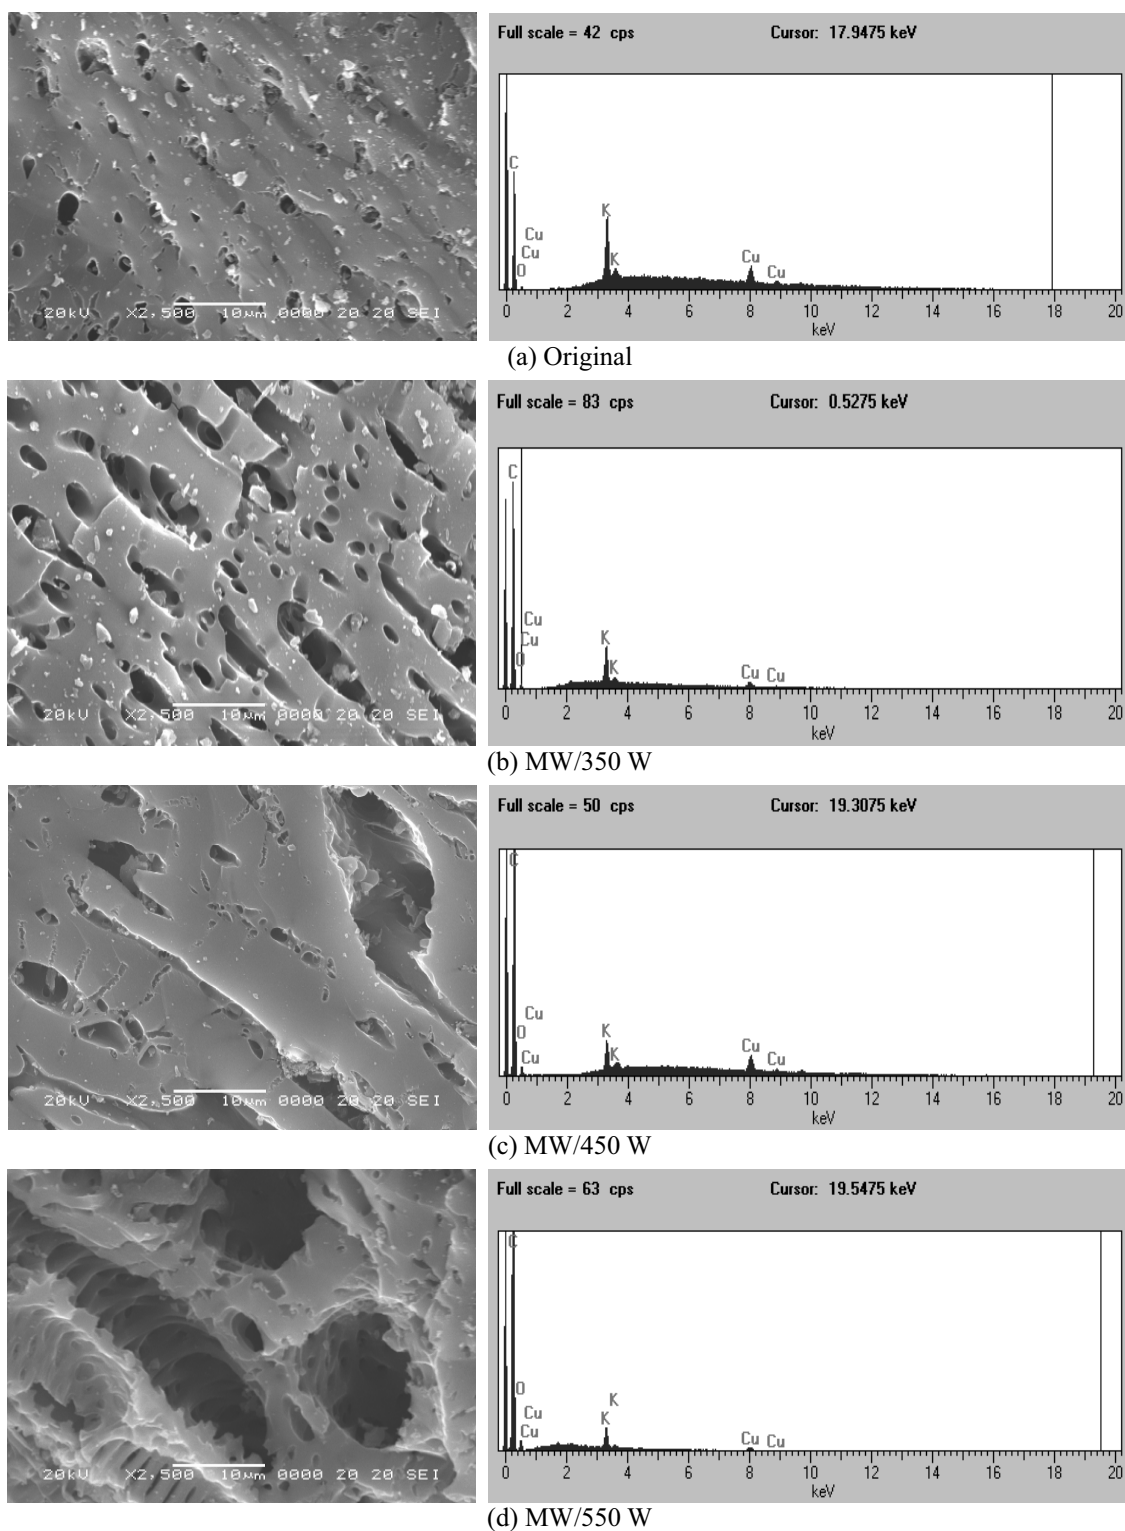 Full scale = 42 cps Cursor: 17.9475 keV
C
Cu
Cu
O
K
K
Cu
Cu
0 2 4 6 8 10 12 14 16 18 20
keV
20kV X2,500 10µm 0000 20 20 SEI
(a) Original
Full scale = 83 cps Cursor: 0.5275 keV
C
Cu
Cu
O
K
K
Cu
Cu
0 2 4 6 8 10 12 14 16 18 20
keV
20kV X2,500 10µm 0000 20 20 SEI
(b) MW/350 W
Full scale = 50 cps Cursor: 19.3075 keV
C
Cu
O
Cu
K
K
Cu
Cu
0 2 4 6 8 10 12 14 16 18 20
keV
20kV X2,500 10µm 0000 20 20 SEI
(c) MW/450 W
Full scale = 63 cps Cursor: 19.5475 keV
C
O
Cu
Cu
K
K
Cu
Cu
0 2 4 6 8 10 12 14 16 18 20
keV
20kV X2,500 10µm 0000 20 20 SEI
(d) MW/550 W